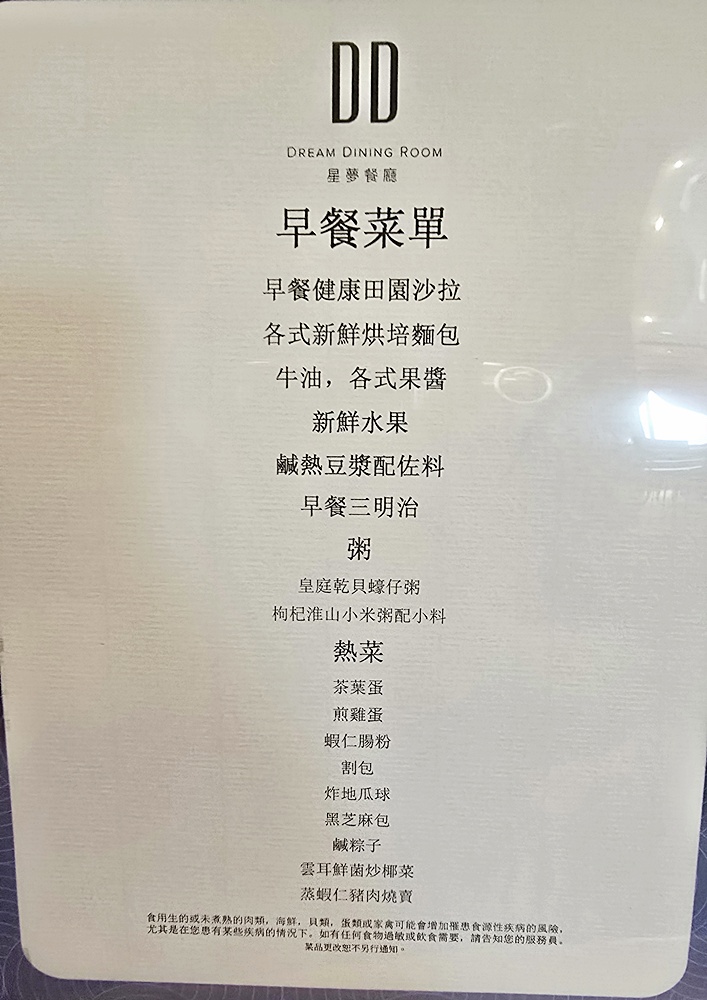 DD
DREAM DINING ROOM
星夢餐廳
早餐菜單
早餐健康田園沙拉
各式新鮮烘培麵包
牛油，各式果醬
新鮮水果
鹹熱豆漿配佐料
早餐三明治
粥
皇庭乾貝蠔仔粥
枸杞淮山小米粥配小料
熱菜
茶葉蛋
煎雞蛋
蝦仁腸粉
割包
炸地瓜球
黑芝麻包
鹹粽子
雲耳鮮菌炒椰菜
蒸蝦仁豬肉燒賣
食用生的或未煮熟的肉類，海鮮，貝類，蛋類或家禽可能會增加罹患食源性疾病的風險，
尤其是在您患有某些疾病的情況下。如有任何食物過敏或飲食需要，請告知您的服務員。
菜品更改恕不另行通知。